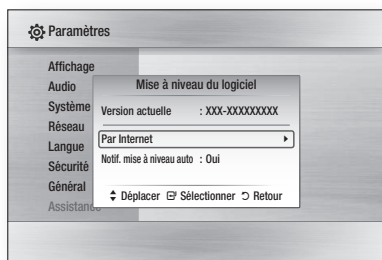 Paramètres
Affichage
Audio
Système
Réseau
Langue
Sécurité
Général
Assistance
Mise à niveau du logiciel
Version actuelle : XXX-XXXXXXXXX
Par Internet
Notif. mise à niveau auto : Oui
Déplacer Sélectionner Retour